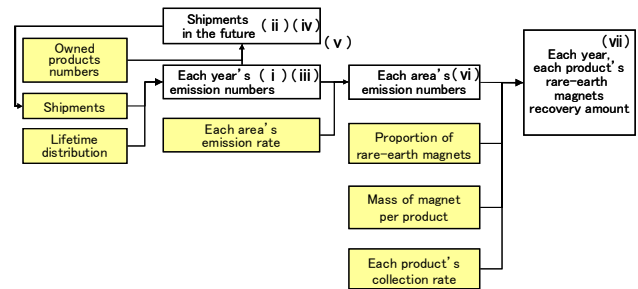 Shipments (ii)(iv)
in the future
(v)
Owned
products
numbers
Each year's (i)(iii)
emission numbers
Each area's(vi)
emission numbers
(vii)
Each year,
each product's
rare-earth
magnets
recovery amount
Shipments
Lifetime
distribution
Each area's
emission rate
Proportion of
rare-earth magnets
Mass of magnet
per product
Each product's
collection rate